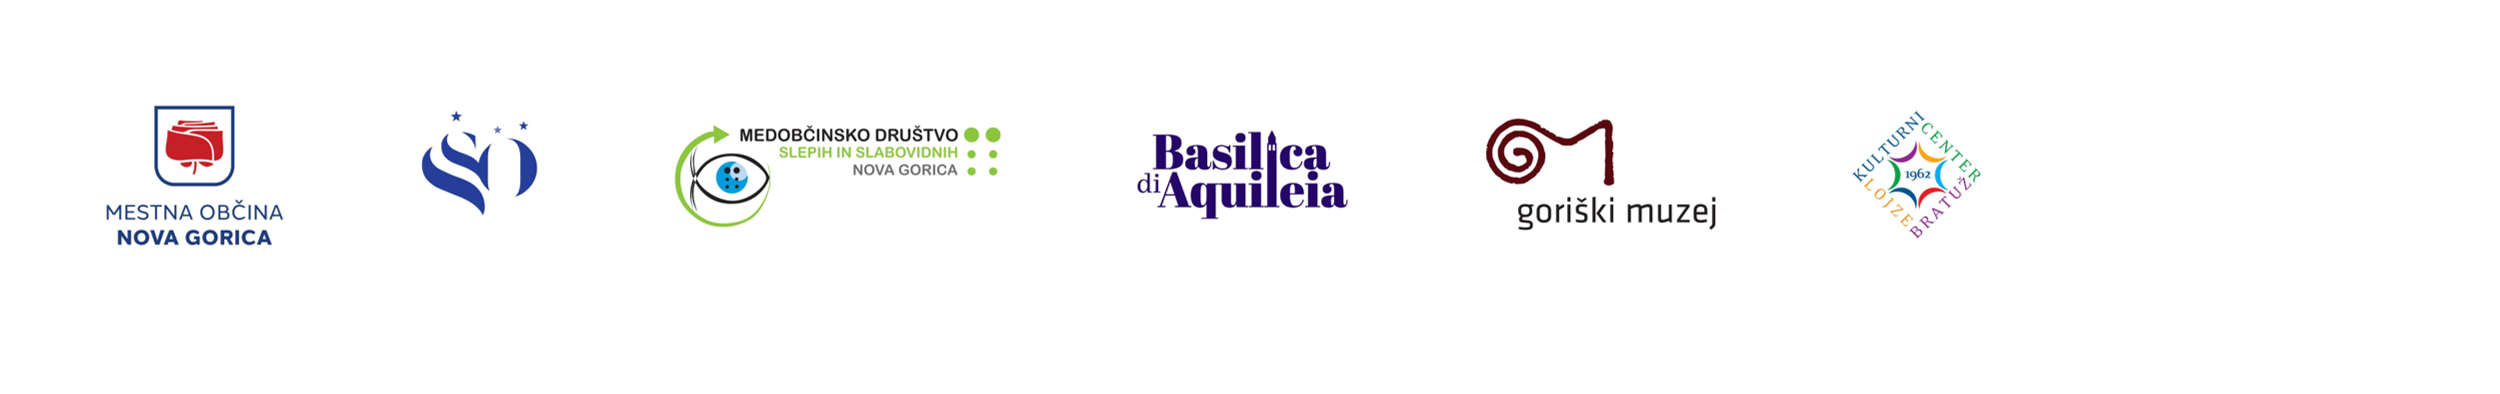 MESTNA OBČINA
NOVA GORICA
MEDOBČINSKO DRUŠTVO
SLEPIH IN SLABOVIDNIH
NOVA GORICA
Basilica
di Aquileia
goriški muzej
KULTURNI CENTER
LOJZE BRATUŽ
1962